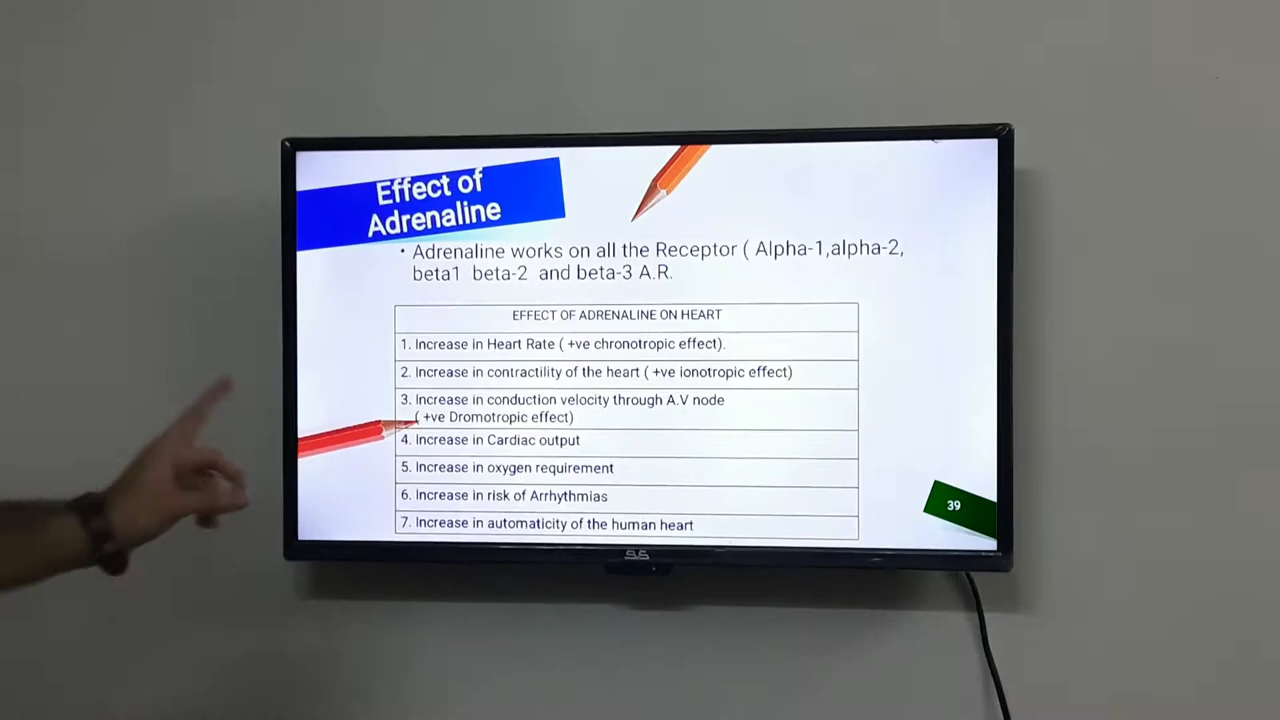 Effect of
Adrenaline
• Adrenaline works on all the Receptor ( Alpha-1,alpha-2,
beta1 beta-2 and beta-3 A.R.
EFFECT OF ADRENALINE ON HEART
1. Increase in Heart Rate ( +ve chronotropic effect).
2. Increase in contractility of the heart ( +ve ionotropic effect)
3. Increase in conduction velocity through A.V node
( +ve Dromotropic effect)
4. Increase in Cardiac output
5. Increase in oxygen requirement
6. Increase in risk of Arrhythmias
7. Increase in automaticity of the human heart
39